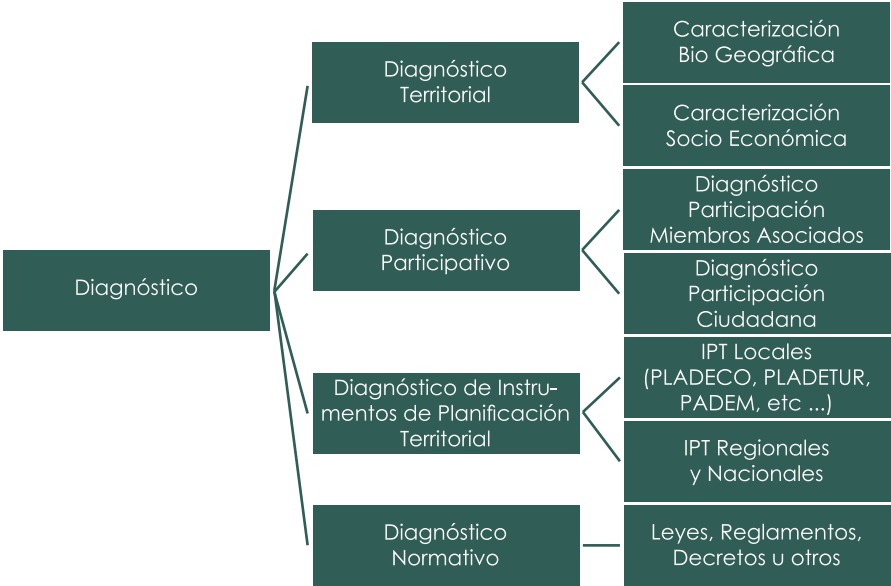 Diagnóstico
Diagnóstico
Territorial
Caracterización
Bio Geográfica
Caracterización
Socio Económica
Diagnóstico
Participativo
Diagnóstico
Participación
Miembros Asociados
Diagnóstico
Participación
Ciudadana
Diagnóstico de Instru-
mentos de Planificación
Territorial
IPT Locales
(PLADECO, PLADETUR,
PADEM, etc ...)
IPT Regionales
y Nacionales
Diagnóstico
Normativo
Leyes, Reglamentos,
Decretos u otros